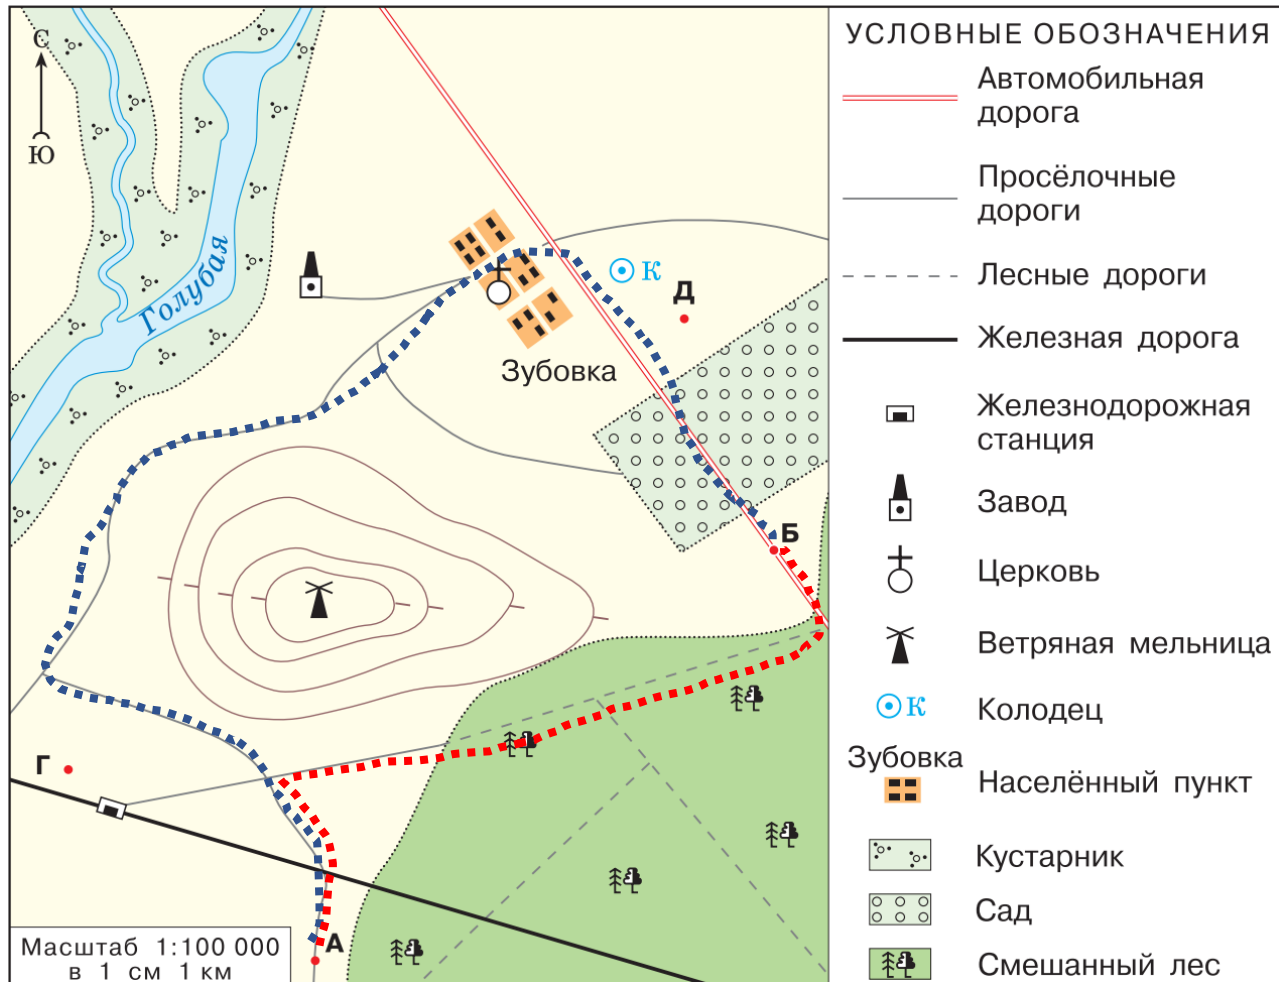 С
Ю
Голубая
К
Д
Зубовка
Б
Г
А
Масштаб 1:100 000
в 1 см 1 км
УСЛОВНЫЕ ОБОЗНАЧЕНИЯ
Автомобильная
дорога
Просёлочные
дороги
Лесные дороги
Железная дорога
Железнодорожная
станция
Завод
Церковь
Ветряная мельница
К Колодец
Зубовка
Населённый пункт
Кустарник
Сад
Смешанный лес